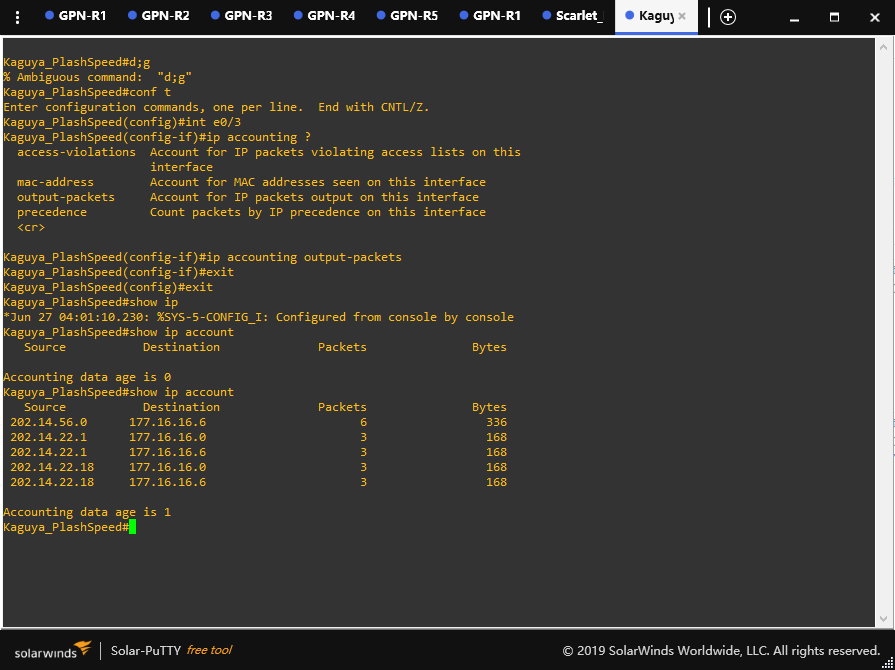 GPN-R1 GPN-R2 GPN-R3 GPN-R4 GPN-R5 GPN-R1 Scarlet_ Kaguy
Kaguya_PlashSpeed#d;g
% Ambiguous command:  "d;g"
Kaguya_PlashSpeed#conf t
Enter configuration commands, one per line.  End with CNTL/Z.
Kaguya_PlashSpeed(config)#int e0/3
Kaguya_PlashSpeed(config-if)#ip accounting ?
  access-violations  Account for IP packets violating access lists on this
                     interface
  mac-address        Account for MAC addresses seen on this interface
  output-packets     Account for IP packets output on this interface
  precedence         Count packets by IP precedence on this interface
  <cr>
Kaguya_PlashSpeed(config-if)#ip accounting output-packets
Kaguya_PlashSpeed(config-if)#exit
Kaguya_PlashSpeed(config)#exit
Kaguya_PlashSpeed#show ip
*Jun 27 04:01:10.230: %SYS-5-CONFIG_I: Configured from console by console
Kaguya_PlashSpeed#show ip account
   Source           Destination              Packets               Bytes
Accounting data age is 0
Kaguya_PlashSpeed#show ip account
   Source           Destination              Packets               Bytes
 202.14.56.0      177.16.16.6                      6                 336
 202.14.22.1      177.16.16.0                      3                 168
 202.14.22.1      177.16.16.6                      3                 168
 202.14.22.18     177.16.16.0                      3                 168
 202.14.22.18     177.16.16.6                      3                 168
Accounting data age is 1
Kaguya_PlashSpeed#
solarwinds Solar-PuTTY free tool © 2019 SolarWinds Worldwide, LLC. All rights reserved.